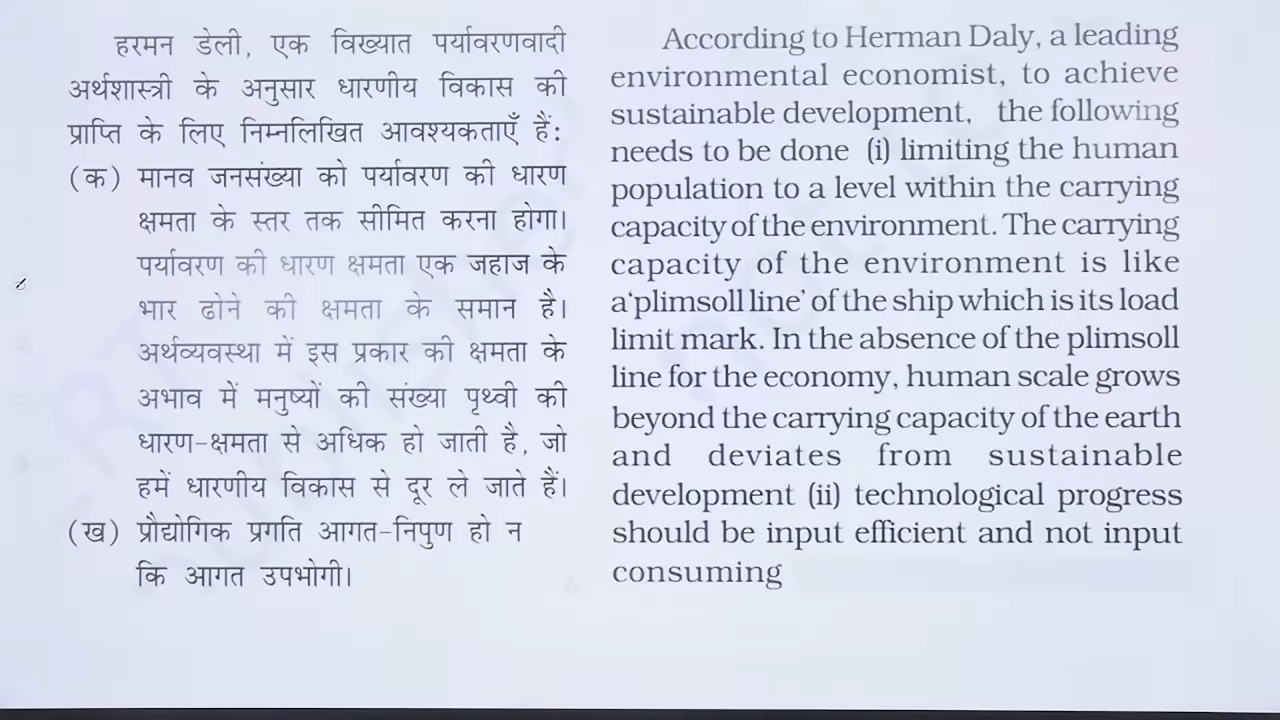 हरमन डेली, एक विख्यात पर्यावरणवादी
अर्थशास्त्री के अनुसार धारणीय विकास की
प्राप्ति के लिए निम्नलिखित आवश्यकताएँ हैं:
(क) मानव जनसंख्या को पर्यावरण की धारण
क्षमता के स्तर तक सीमित करना होगा।
पर्यावरण की धारण क्षमता एक जहाज के
भार ढोने की क्षमता के समान है।
अर्थव्यवस्था में इस प्रकार की क्षमता के
अभाव में मनुष्यों की संख्या पृथ्वी की
धारण-क्षमता से अधिक हो जाती है, जो
हमें धारणीय विकास से दूर ले जाते हैं।
(ख) प्रौद्योगिक प्रगति आगत-निपुण हो न
कि आगत उपभोगी।
According to Herman Daly, a leading
environmental economist, to achieve
sustainable development, the following
needs to be done (i) limiting the human
population to a level within the carrying
capacity of the environment. The carrying
capacity of the environment is like
a‘plimsoll line’ of the ship which is its load
limit mark. In the absence of the plimsoll
line for the economy, human scale grows
beyond the carrying capacity of the earth
and deviates from sustainable
development (ii) technological progress
should be input efficient and not input
consuming